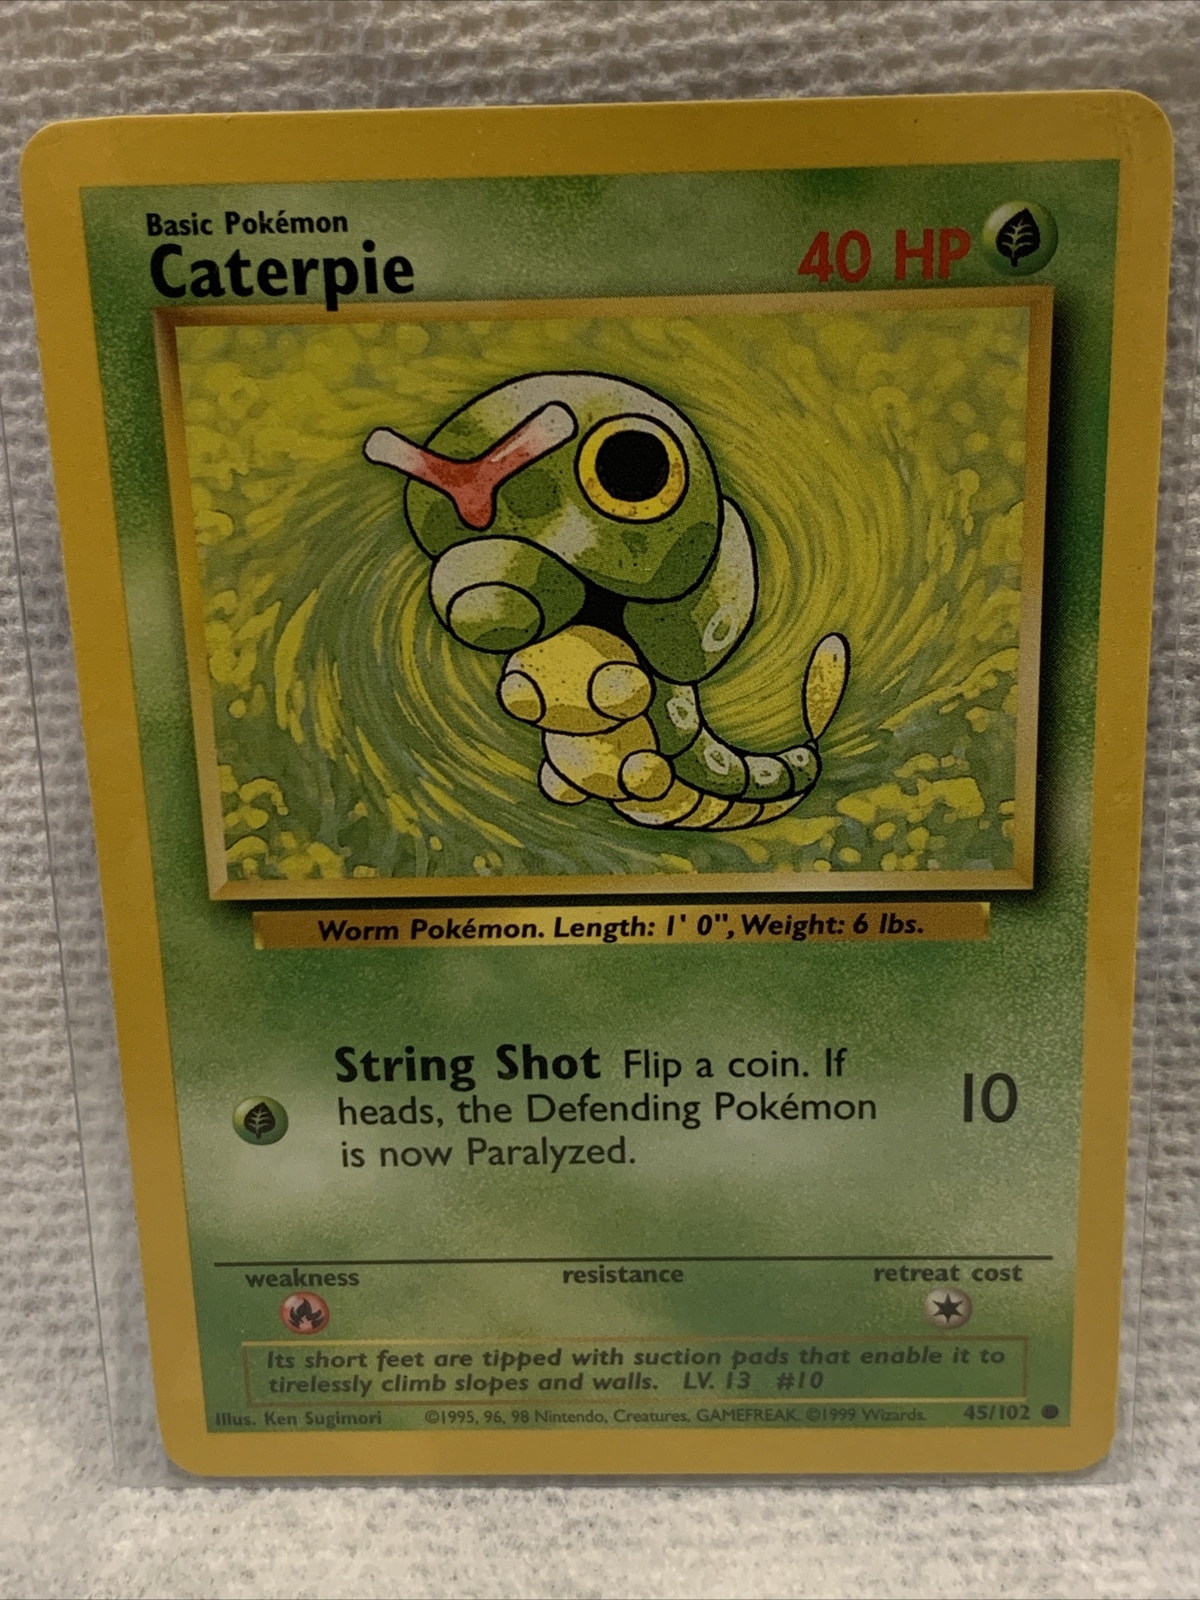 Basic Pokémon
Caterpie
40 HP
Worm Pokémon. Length: 1' 0", Weight: 6 lbs.
String Shot Flip a coin. If
heads, the Defending Pokémon
is now Paralyzed.
10
weakness resistance retreat cost
Its short feet are tipped with suction pads that enable it to
tirelessly climb slopes and walls. LV. 13 #10
Illus. Ken Sugimori ©1995, 96, 98 Nintendo, Creatures, GAMEFREAK. ©1999 Wizards. 45/102